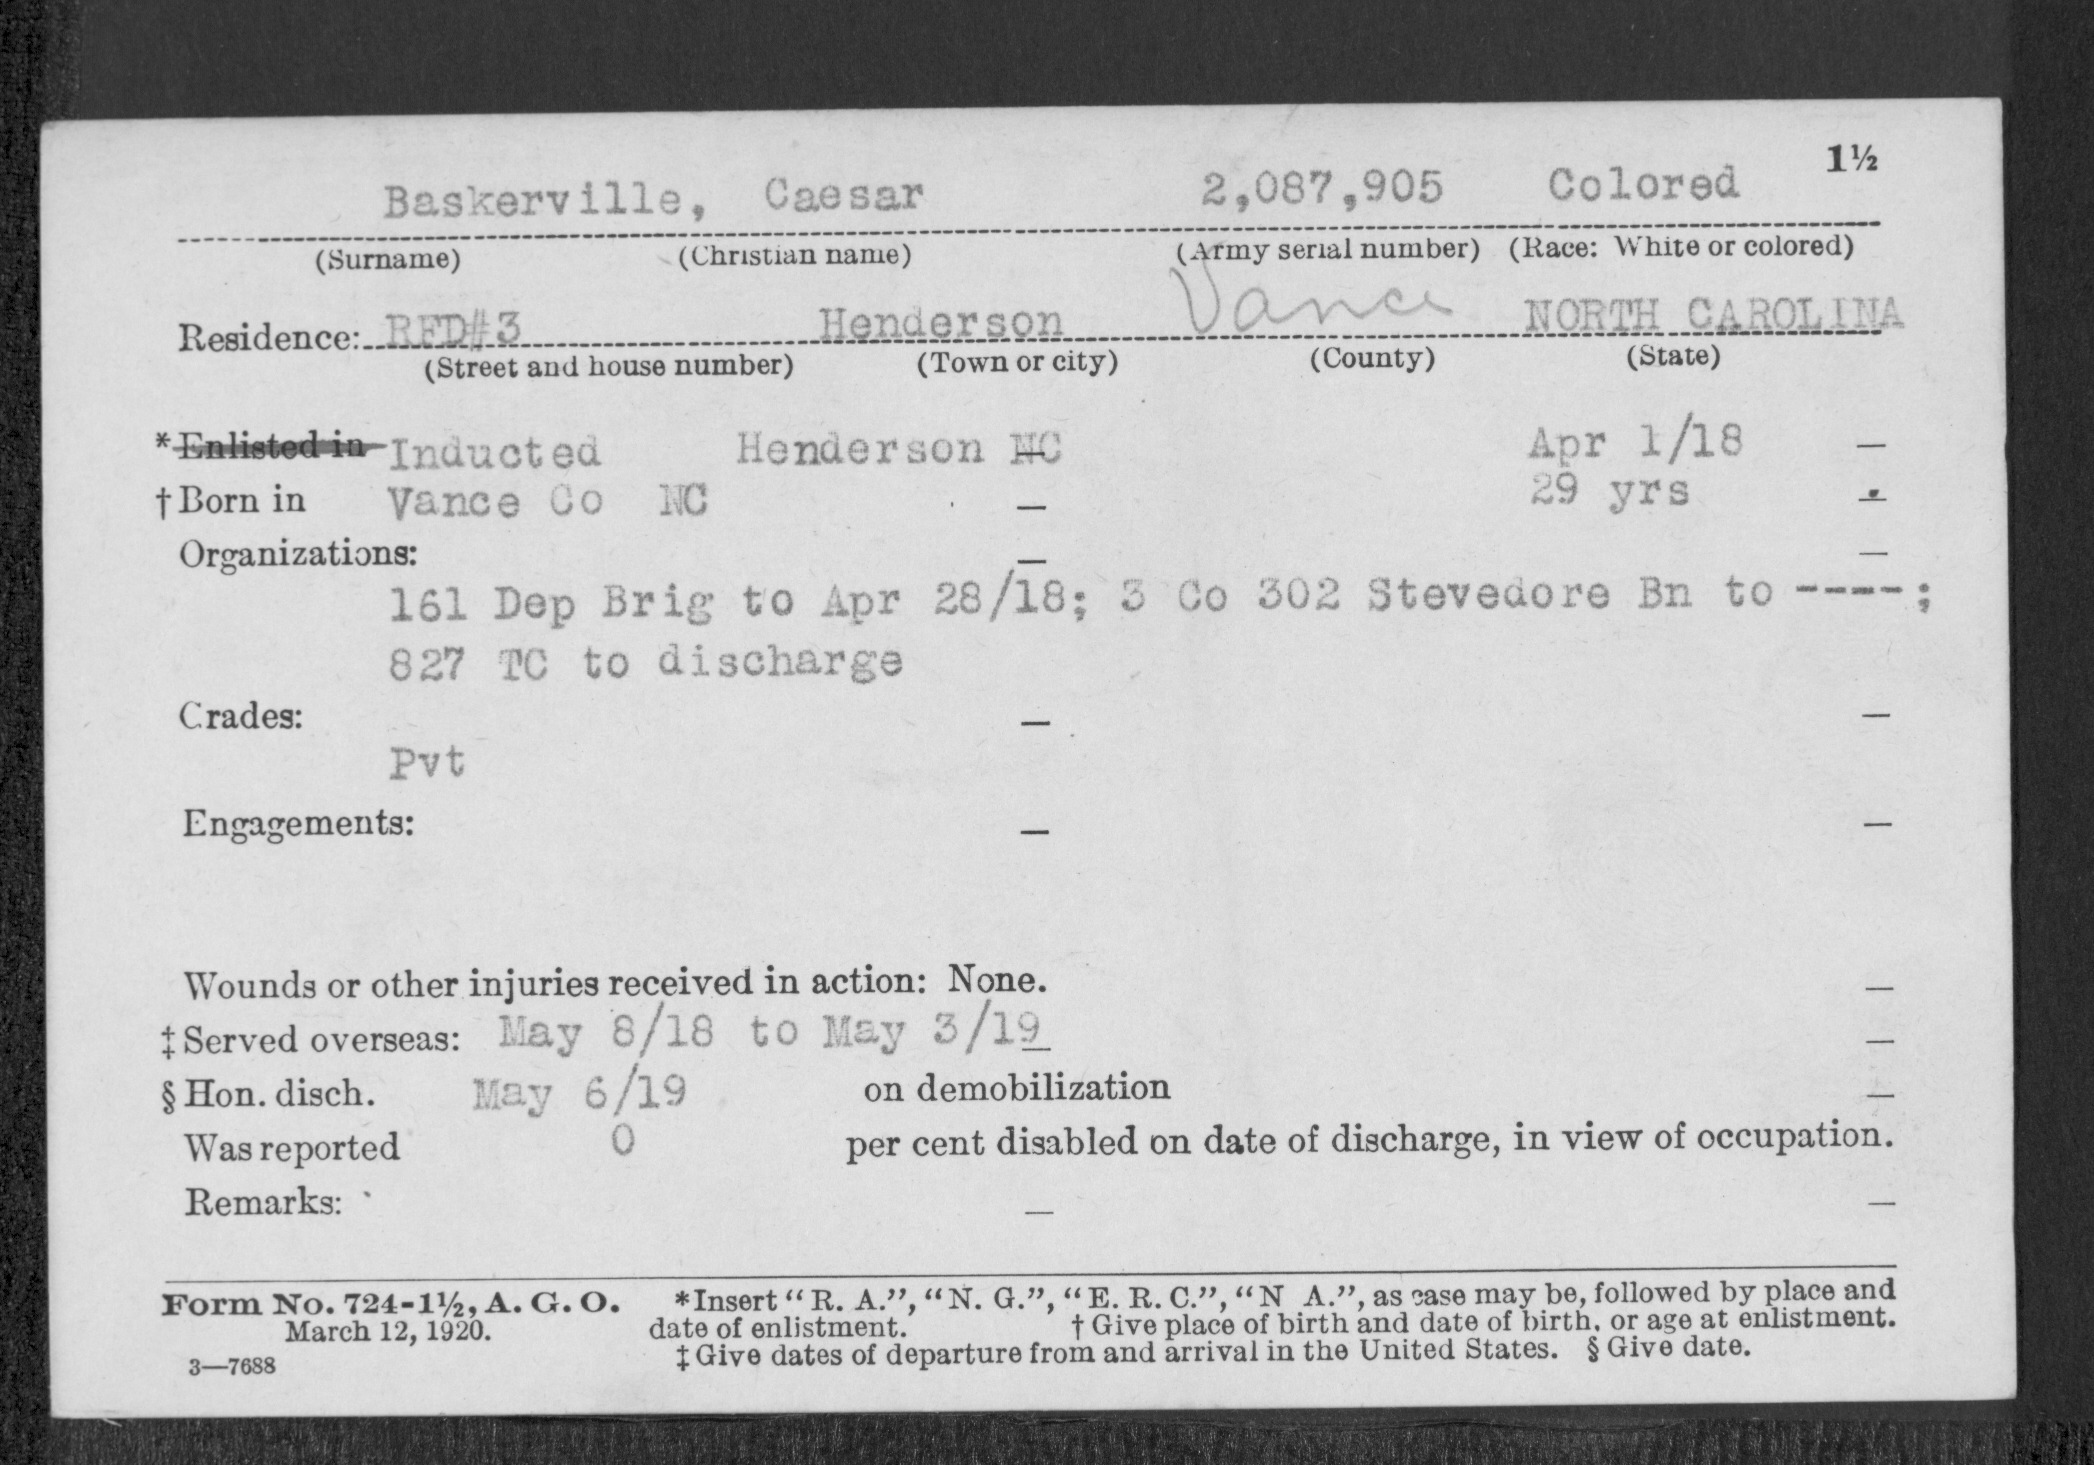 1½
Baskerville, Caesar 2,087,905 Colored
(Surname) (Christian name) (Army serial number) (Race: White or colored)
Residence: RFD#3 Henderson Vance NORTH CAROLINA
(Street and house number) (Town or city) (County) (State)
*Enlisted in Inducted Henderson NC Apr 1/18 —
†Born in Vance Co NC — 29 yrs —
Organizations: — —
161 Dep Brig to Apr 28/18; 3 Co 302 Stevedore Bn to ----;
827 TC to discharge
Grades: — —
Pvt
Engagements: — —
Wounds or other injuries received in action: None. —
‡Served overseas: May 8/18 to May 3/19 —
§Hon. disch. May 6/19 on demobilization —
Was reported 0 per cent disabled on date of discharge, in view of occupation.
Remarks: — —
Form No. 724-1½, A. G. O. *Insert "R. A.", "N. G.", "E. R. C.", "N A.", as case may be, followed by place and
March 12, 1920. date of enlistment. †Give place of birth and date of birth, or age at enlistment.
3—7688 ‡Give dates of departure from and arrival in the United States. §Give date.